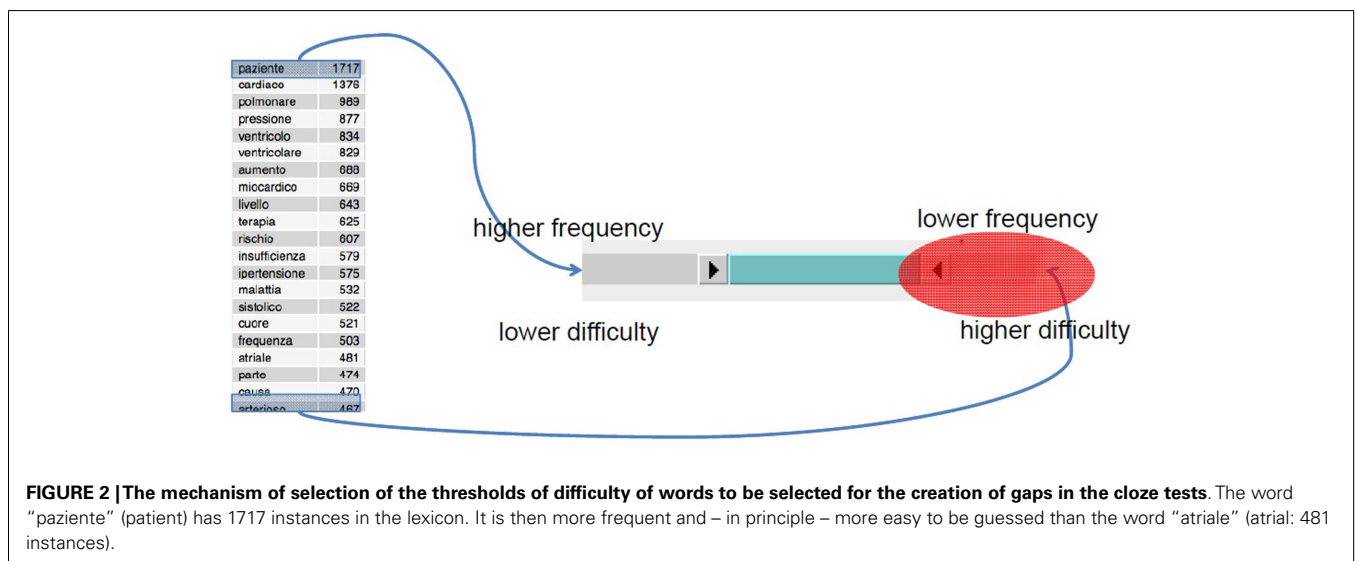 paziente 1717
cardiaco 1376
polmonare 989
pressione 877
ventricolo 834
ventricolare 829
aumento 688
miocardico 669
livello 643
terapia 625
rischio 607
insufficienza 579
ipertensione 575
malattia 532
sistolico 522
cuore 521
frequenza 503
atriale 481
parte 474
causa 470
arterioso 467
higher frequency
lower frequency
lower difficulty
higher difficulty
FIGURE 2 | The mechanism of selection of the thresholds of difficulty of words to be selected for the creation of gaps in the cloze tests. The word
“paziente” (patient) has 1717 instances in the lexicon. It is then more frequent and – in principle – more easy to be guessed than the word “atriale” (atrial: 481
instances).